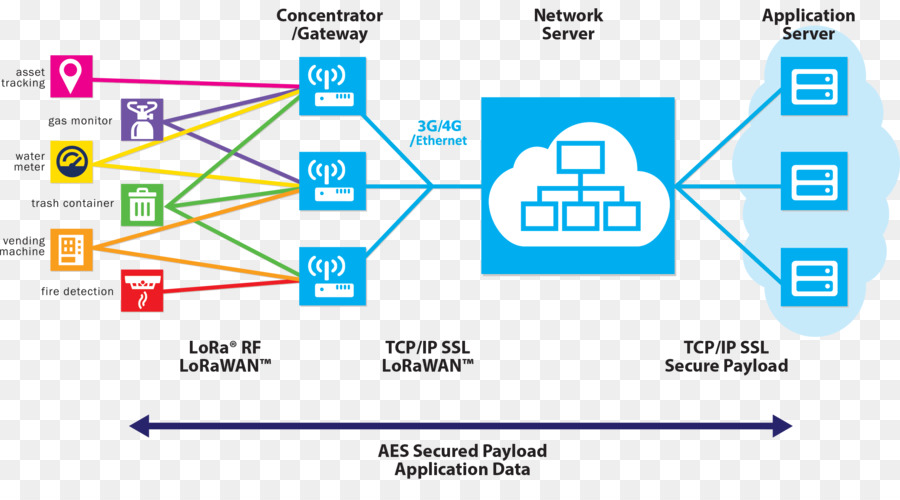 Concentrator
/Gateway
Network
Server
Application
Server
asset
tracking
gas monitor
water
meter
trash container
vending
machine
fire detection
3G/4G
/Ethernet
LoRa® RF
LoRaWAN™
TCP/IP SSL
LoRaWAN™
TCP/IP SSL
Secure Payload
AES Secured Payload
Application Data